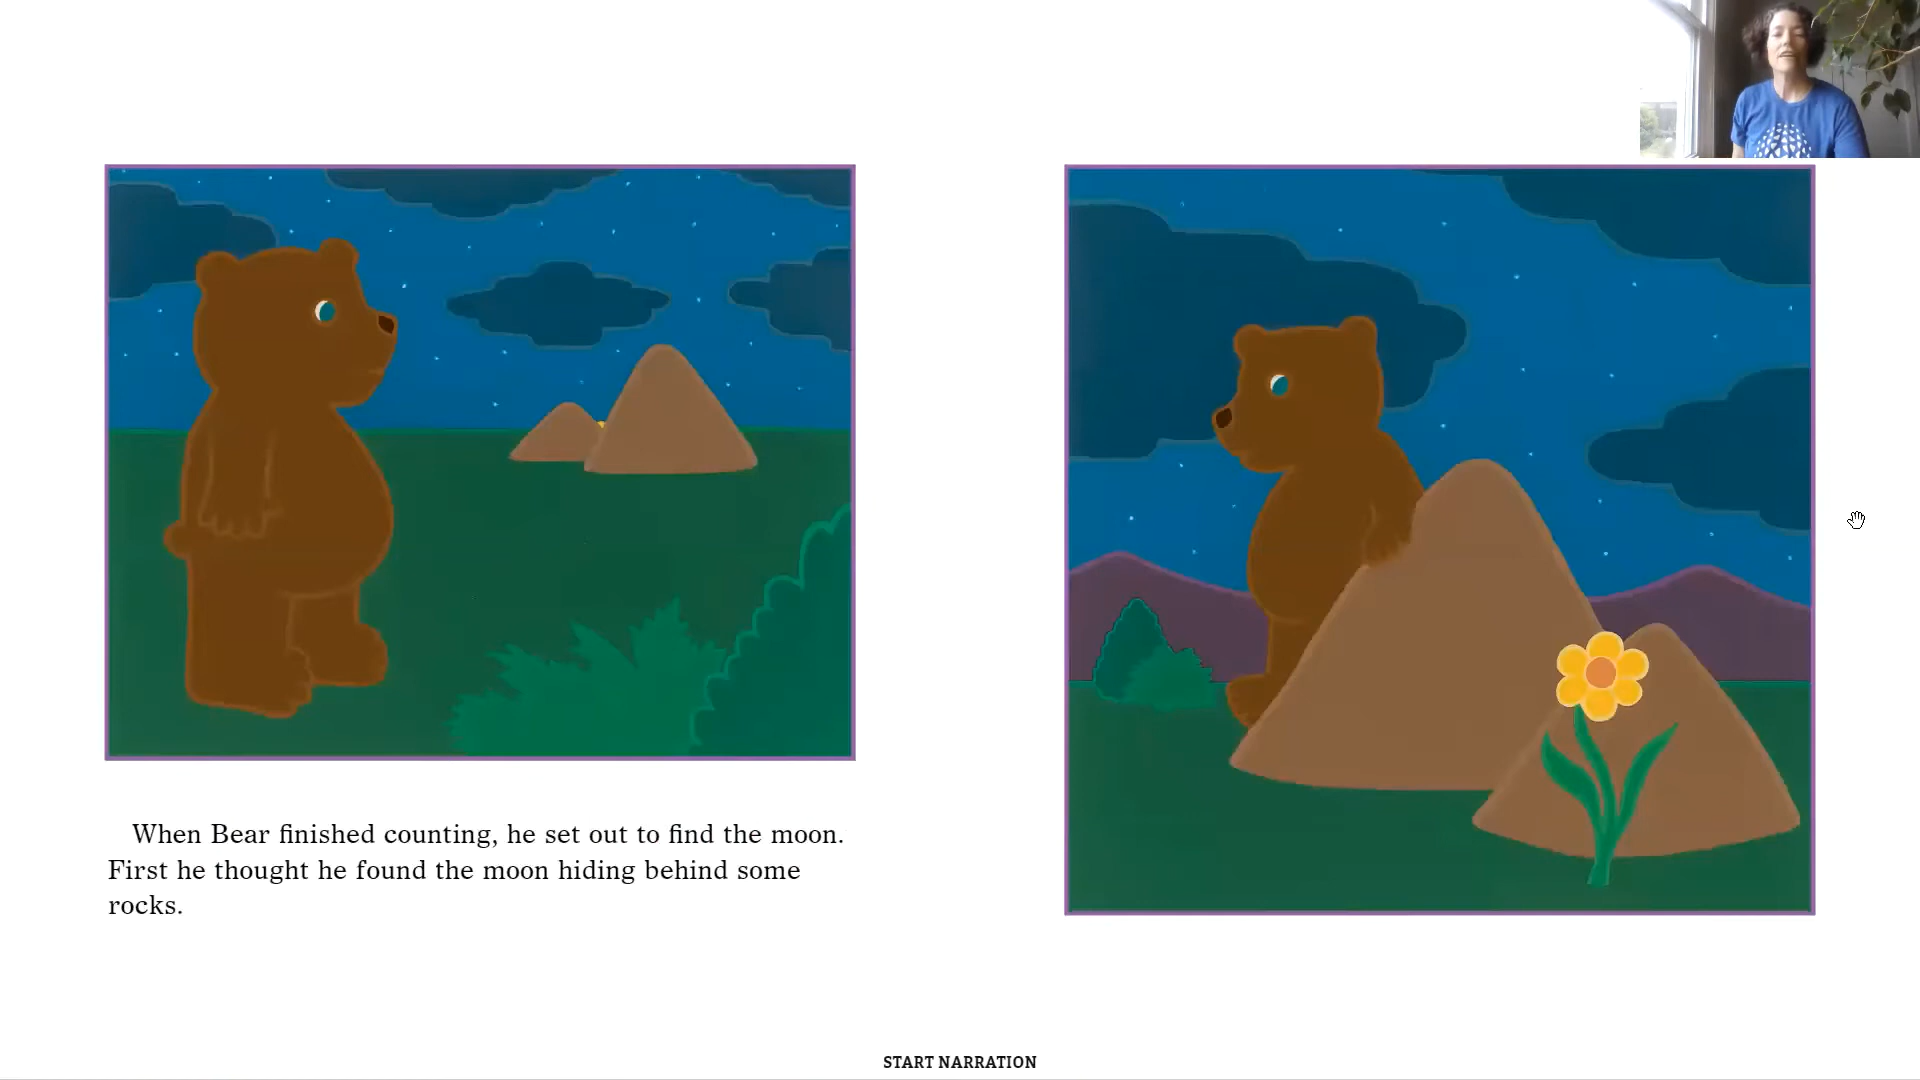 When Bear finished counting, he set out to find the moon.
First he thought he found the moon hiding behind some
rocks.
START NARRATION